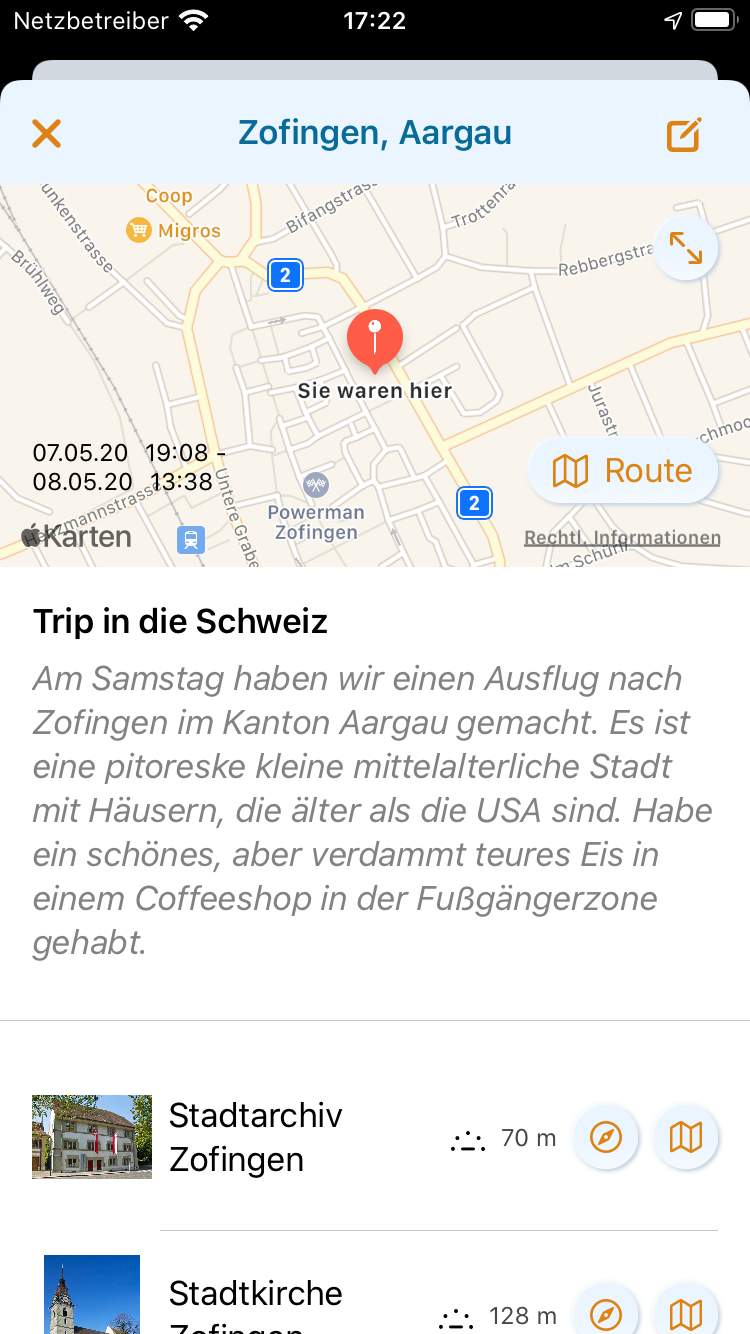 Netzbetreiber
17:22
Zofingen, Aargau
Coop
Migros
Bifangstrass
Trottenra
unkenstrasse
Brühlweg
Rebbergstra
2
Sie waren hier
Jurastr
07.05.20 19:08 -
08.05.20 13:38
Route
chmoo
2
Untere Grabe
Powerman
Zofingen
Karten
Rechtl. Informationen
Trip in die Schweiz
Am Samstag haben wir einen Ausflug nach
Zofingen im Kanton Aargau gemacht. Es ist
eine pitoreske kleine mittelalterliche Stadt
mit Häusern, die älter als die USA sind. Habe
ein schönes, aber verdammt teures Eis in
einem Coffeeshop in der Fußgängerzone
gehabt.
Stadtarchiv
Zofingen
70 m
Stadtkirche
Zofingen
128 m